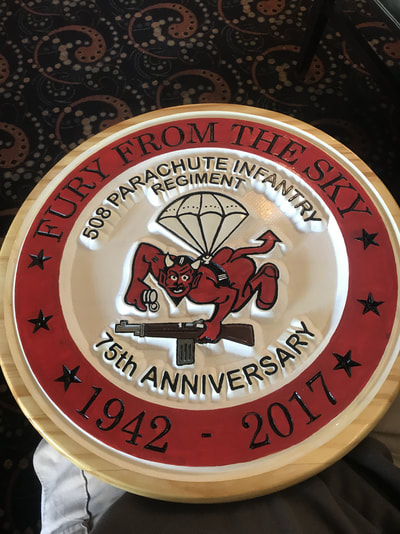 FURY FROM THE SKY
508 PARACHUTE INFANTRY
REGIMENT
75th ANNIVERSARY
1942 - 2017